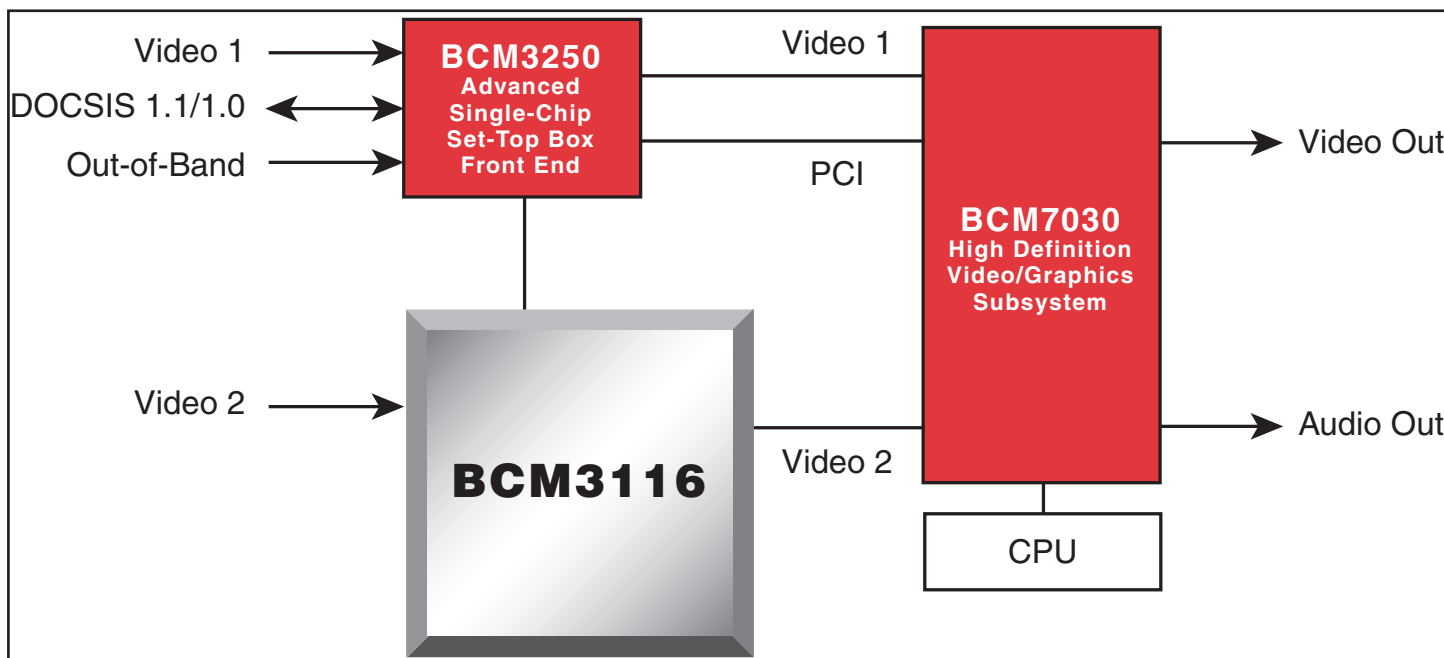 Video 1
DOCSIS 1.1/1.0
Out-of-Band
BCM3250
Advanced
Single-Chip
Set-Top Box
Front End
Video 1
PCI
BCM7030
High Definition
Video/Graphics
Subsystem
Video Out
Audio Out
Video 2
BCM3116
Video 2
CPU